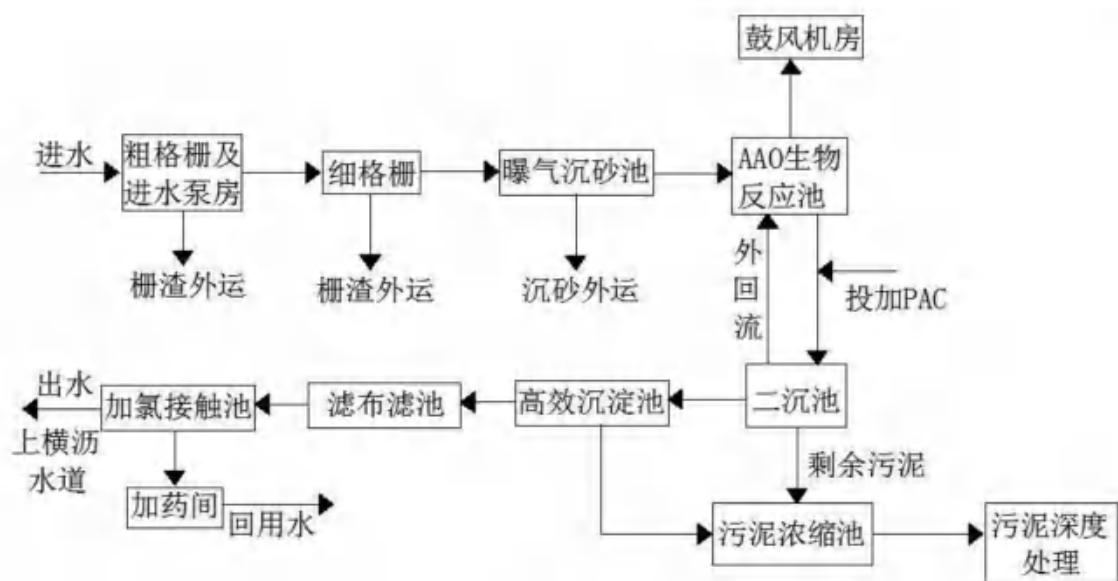 鼓风机房
进水
粗格栅及
进水泵房
细格栅
曝气沉砂池
AAO生物
反应池
栅渣外运
栅渣外运
沉砂外运
外回流
投加PAC
出水
上横沥
水道
加氯接触池
滤布滤池
高效沉淀池
二沉池
剩余污泥
加药间
回用水
污泥浓缩池
污泥深度
处理